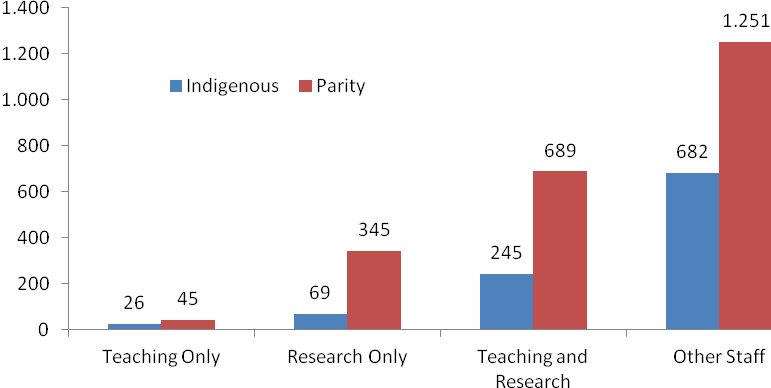 1.400
1.200
1.000
800
600
400
200
0
Indigenous
Parity
26
45
69
345
245
689
682
1.251
Teaching Only
Research Only
Teaching and
Research
Other Staff